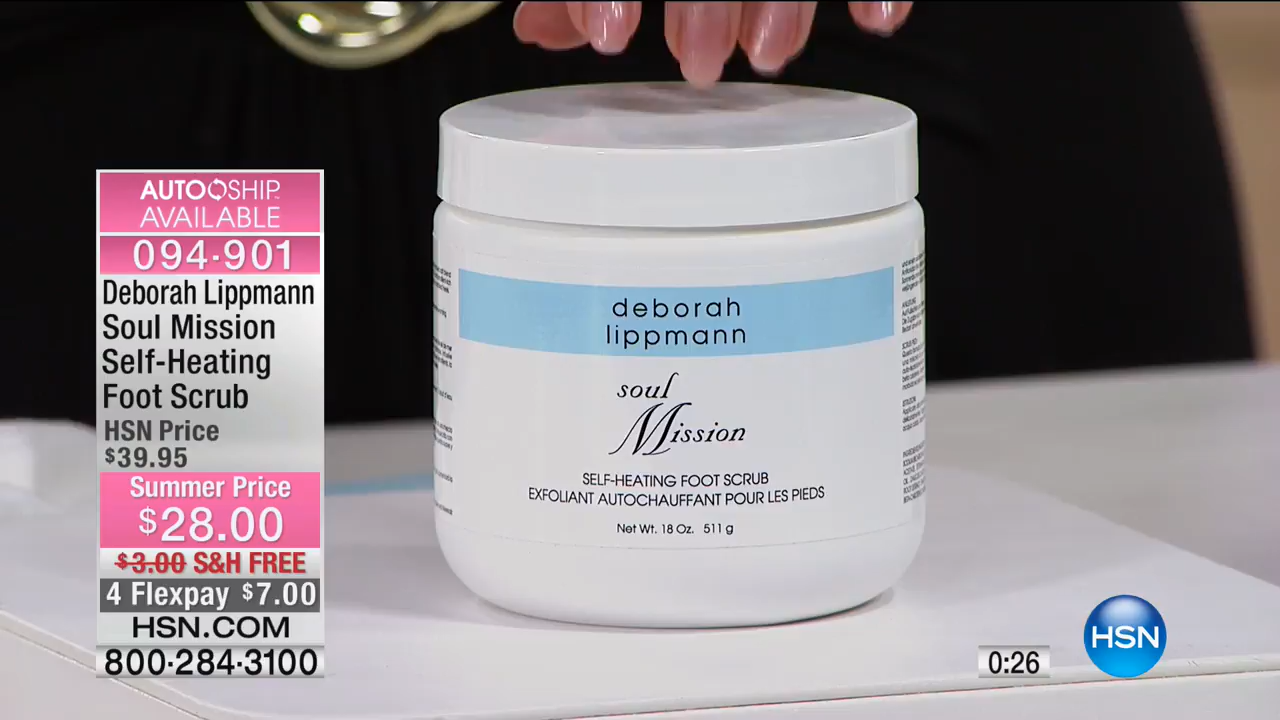 AUTOSHIP
AVAILABLE
094-901
Deborah Lippmann
Soul Mission
Self-Heating
Foot Scrub
HSN Price
$39.95
Summer Price
$28.00
$3.00 S&H FREE
4 Flexpay $7.00
HSN.COM
800-284-3100
deborah
lippmann
soul
Mission
SELF-HEATING FOOT SCRUB
EXFOLIANT AUTOCHAUFFANT POUR LES PIEDS
Net Wt. 18 Oz. 511 g
0:26
HSN